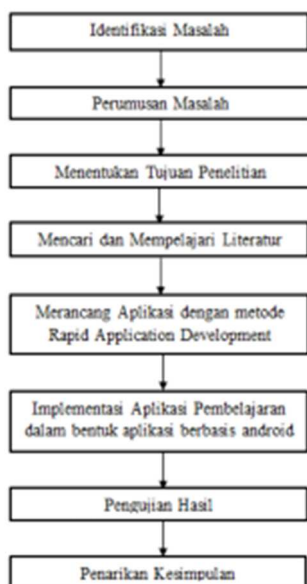 Identifikasi Masalah
Perumusan Masalah
Menentukan Tujuan Penelitian
Mencari dan Mempelajari Literatur
Merancang Aplikasi dengan metode
Rapid Application Development
Implementasi Aplikasi Pembelajaran
dalam bentuk aplikasi berbasis android
Pengujian Hasil
Penarikan Kesimpulan